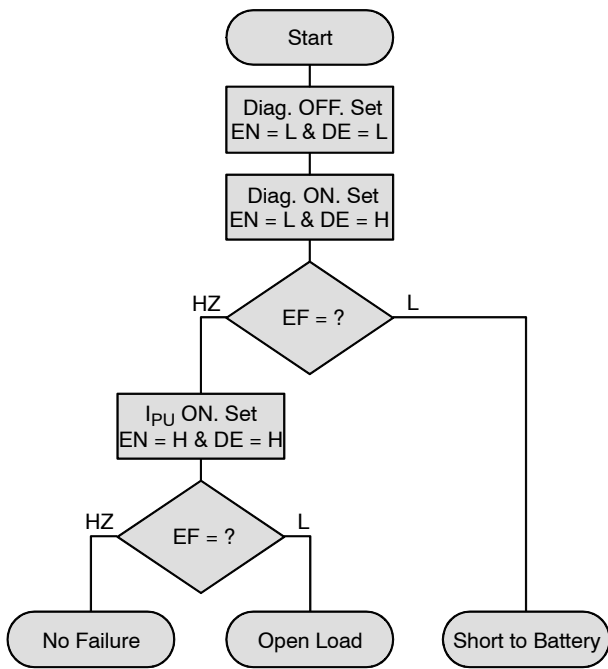 Start
Diag. OFF. Set
EN = L & DE = L
Diag. ON. Set
EN = L & DE = H
HZ
EF = ?
L
IPU ON. Set
EN = H & DE = H
HZ
EF = ?
L
No Failure
Open Load
Short to Battery